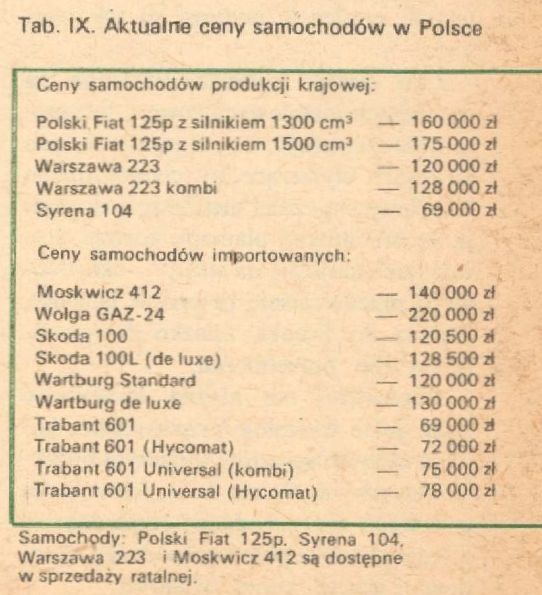 Tab. IX. Aktualne ceny samochodów w Polsce
Ceny samochodów produkcji krajowej:
Polski Fiat 125p z silnikiem 1300 cm³ — 160 000 zł
Polski Fiat 125p z silnikiem 1500 cm³ — 175 000 zł
Warszawa 223 — 120 000 zł
Warszawa 223 kombi — 128 000 zł
Syrena 104 — 69 000 zł
Ceny samochodów importowanych:
Moskwicz 412 — 140 000 zł
Wołga GAZ-24 — 220 000 zł
Skoda 100 — 120 500 zł
Skoda 100L (de luxe) — 128 500 zł
Wartburg Standard — 120 000 zł
Wartburg de luxe — 130 000 zł
Trabant 601 — 69 000 zł
Trabant 601 (Hycomat) — 72 000 zł
Trabant 601 Universal (kombi) — 75 000 zł
Trabant 601 Universal (Hycomat) — 78 000 zł
Samochody: Polski Fiat 125p. Syrena 104,
Warszawa 223 i Moskwicz 412 są dostępne
w sprzedaży ratalnej.